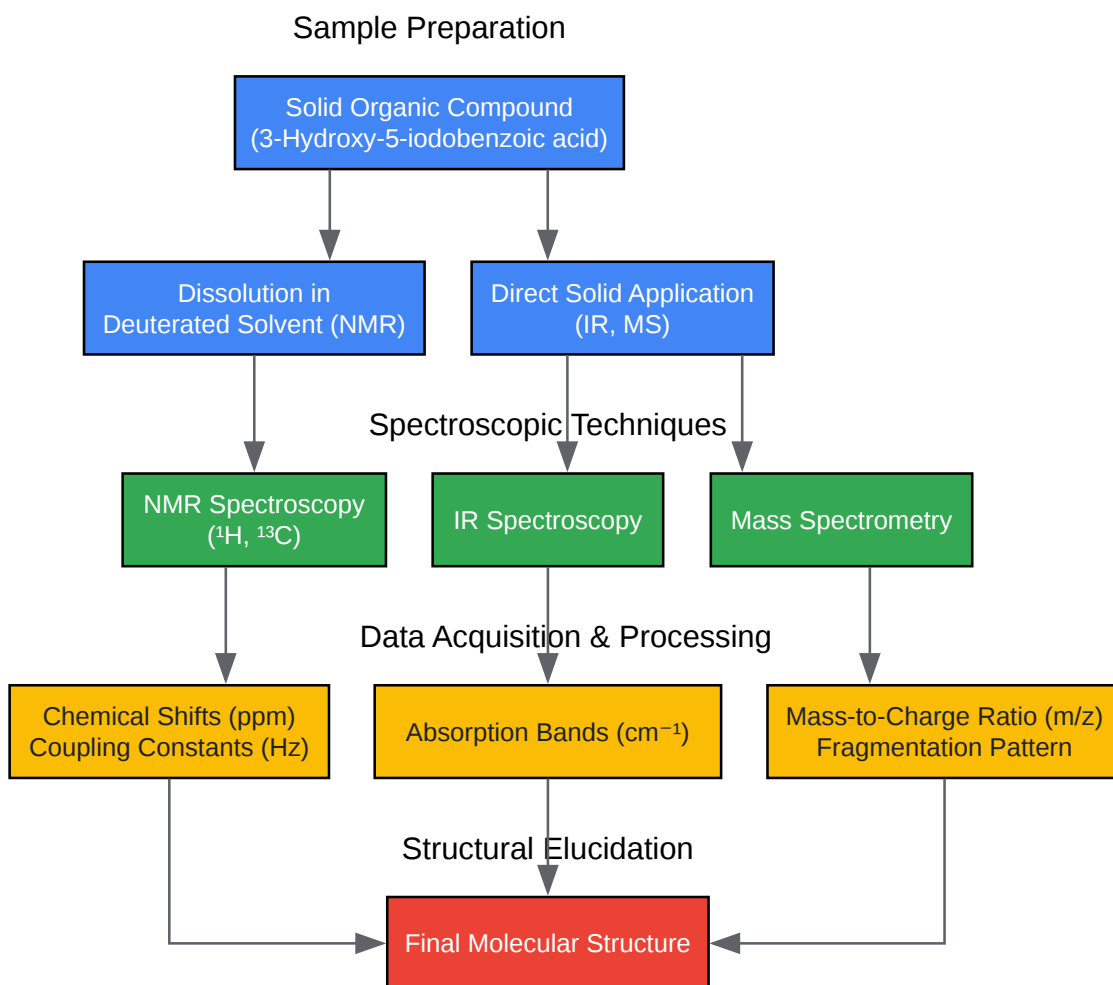 Sample Preparation
Solid Organic Compound
(3-Hydroxy-5-iodobenzoic acid)
Dissolution in
Deuterated Solvent (NMR)
Direct Solid Application
(IR, MS)
Spectroscopic Techniques
NMR Spectroscopy
(¹H, ¹³C)
IR Spectroscopy
Mass Spectrometry
Data Acquisition & Processing
Chemical Shifts (ppm)
Coupling Constants (Hz)
Absorption Bands (cm⁻¹)
Mass-to-Charge Ratio (m/z)
Fragmentation Pattern
Structural Elucidation
Final Molecular Structure